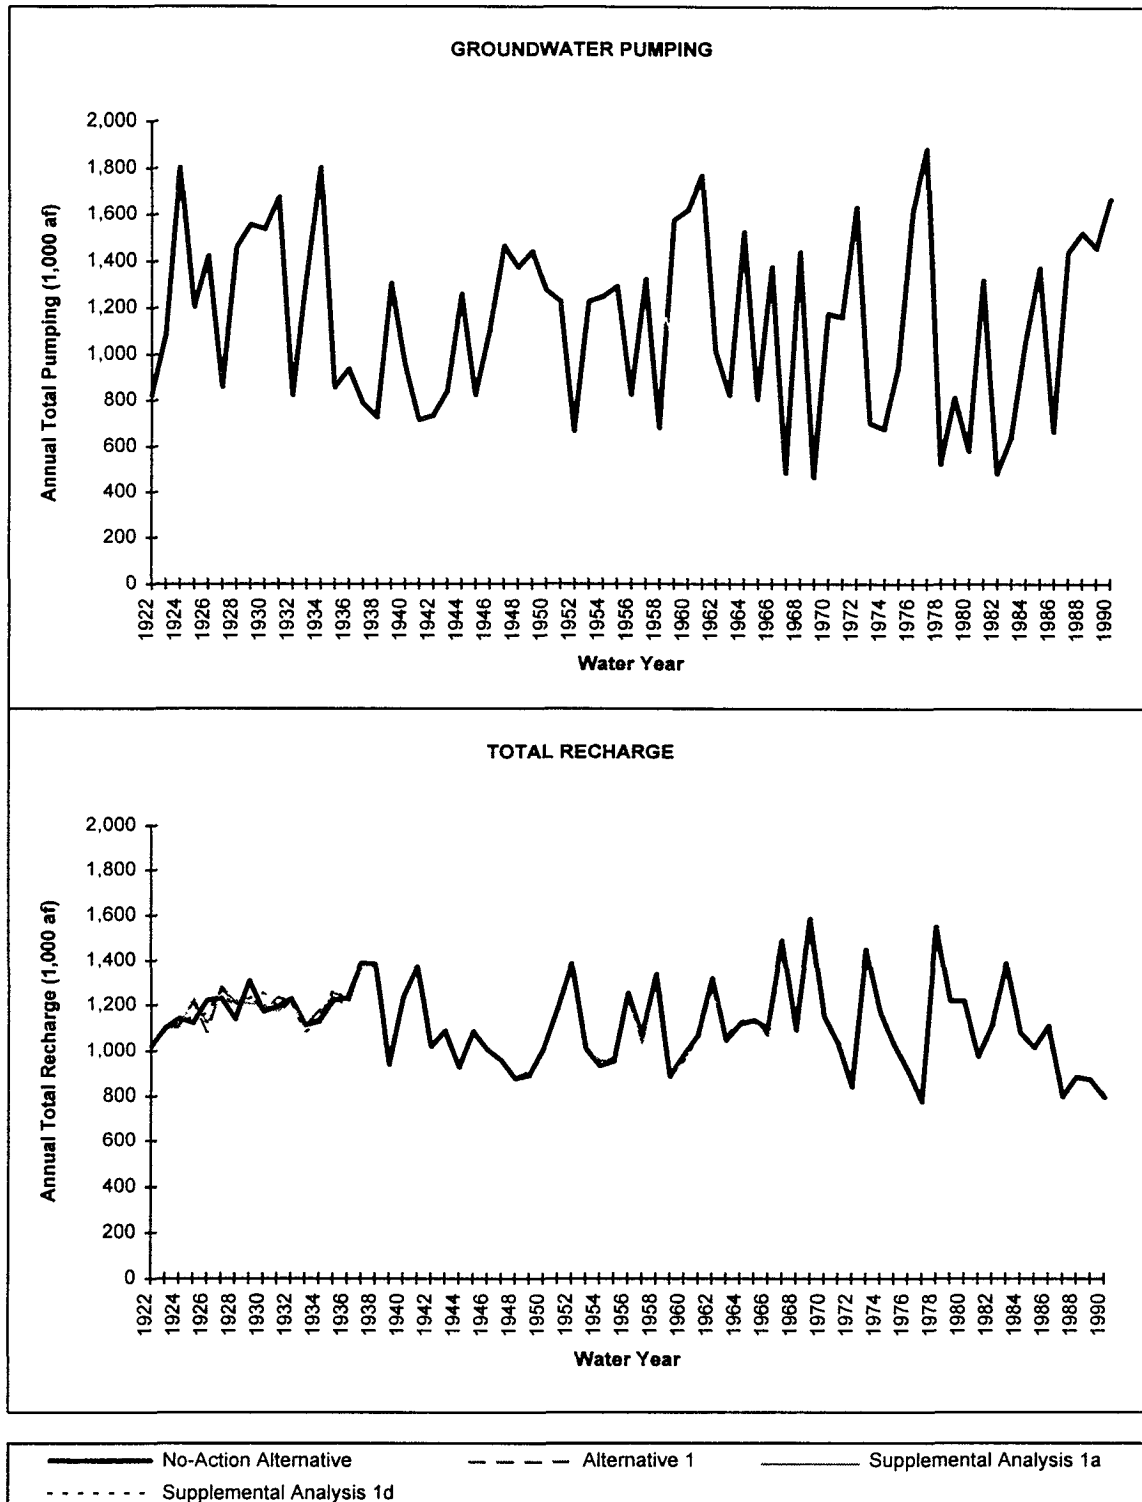 GROUNDWATER PUMPING
2,000
1,800
1,600
1,400
1,200
1,000
800
600
400
200
0
Annual Total Pumping (1,000 af)
1922 1924 1926 1928 1930 1932 1934 1936 1938 1940 1942 1944 1946 1948 1950 1952 1954 1956 1958 1960 1962 1964 1966 1968 1970 1972 1974 1976 1978 1980 1982 1984 1986 1988 1990
Water Year
TOTAL RECHARGE
2,000
1,800
1,600
1,400
1,200
1,000
800
600
400
200
0
Annual Total Recharge (1,000 af)
1922 1924 1926 1928 1930 1932 1934 1936 1938 1940 1942 1944 1946 1948 1950 1952 1954 1956 1958 1960 1962 1964 1966 1968 1970 1972 1974 1976 1978 1980 1982 1984 1986 1988 1990
Water Year
No-Action Alternative Alternative 1 Supplemental Analysis 1a
Supplemental Analysis 1d